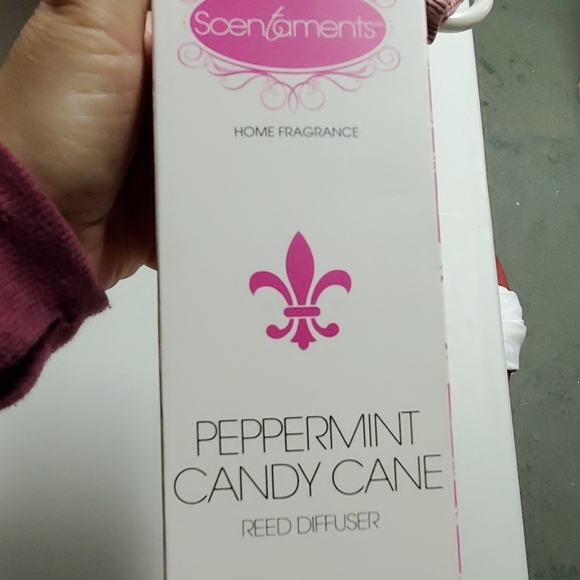 Scentaments
HOME FRAGRANCE
PEPPERMINT
CANDY CANE
REED DIFFUSER